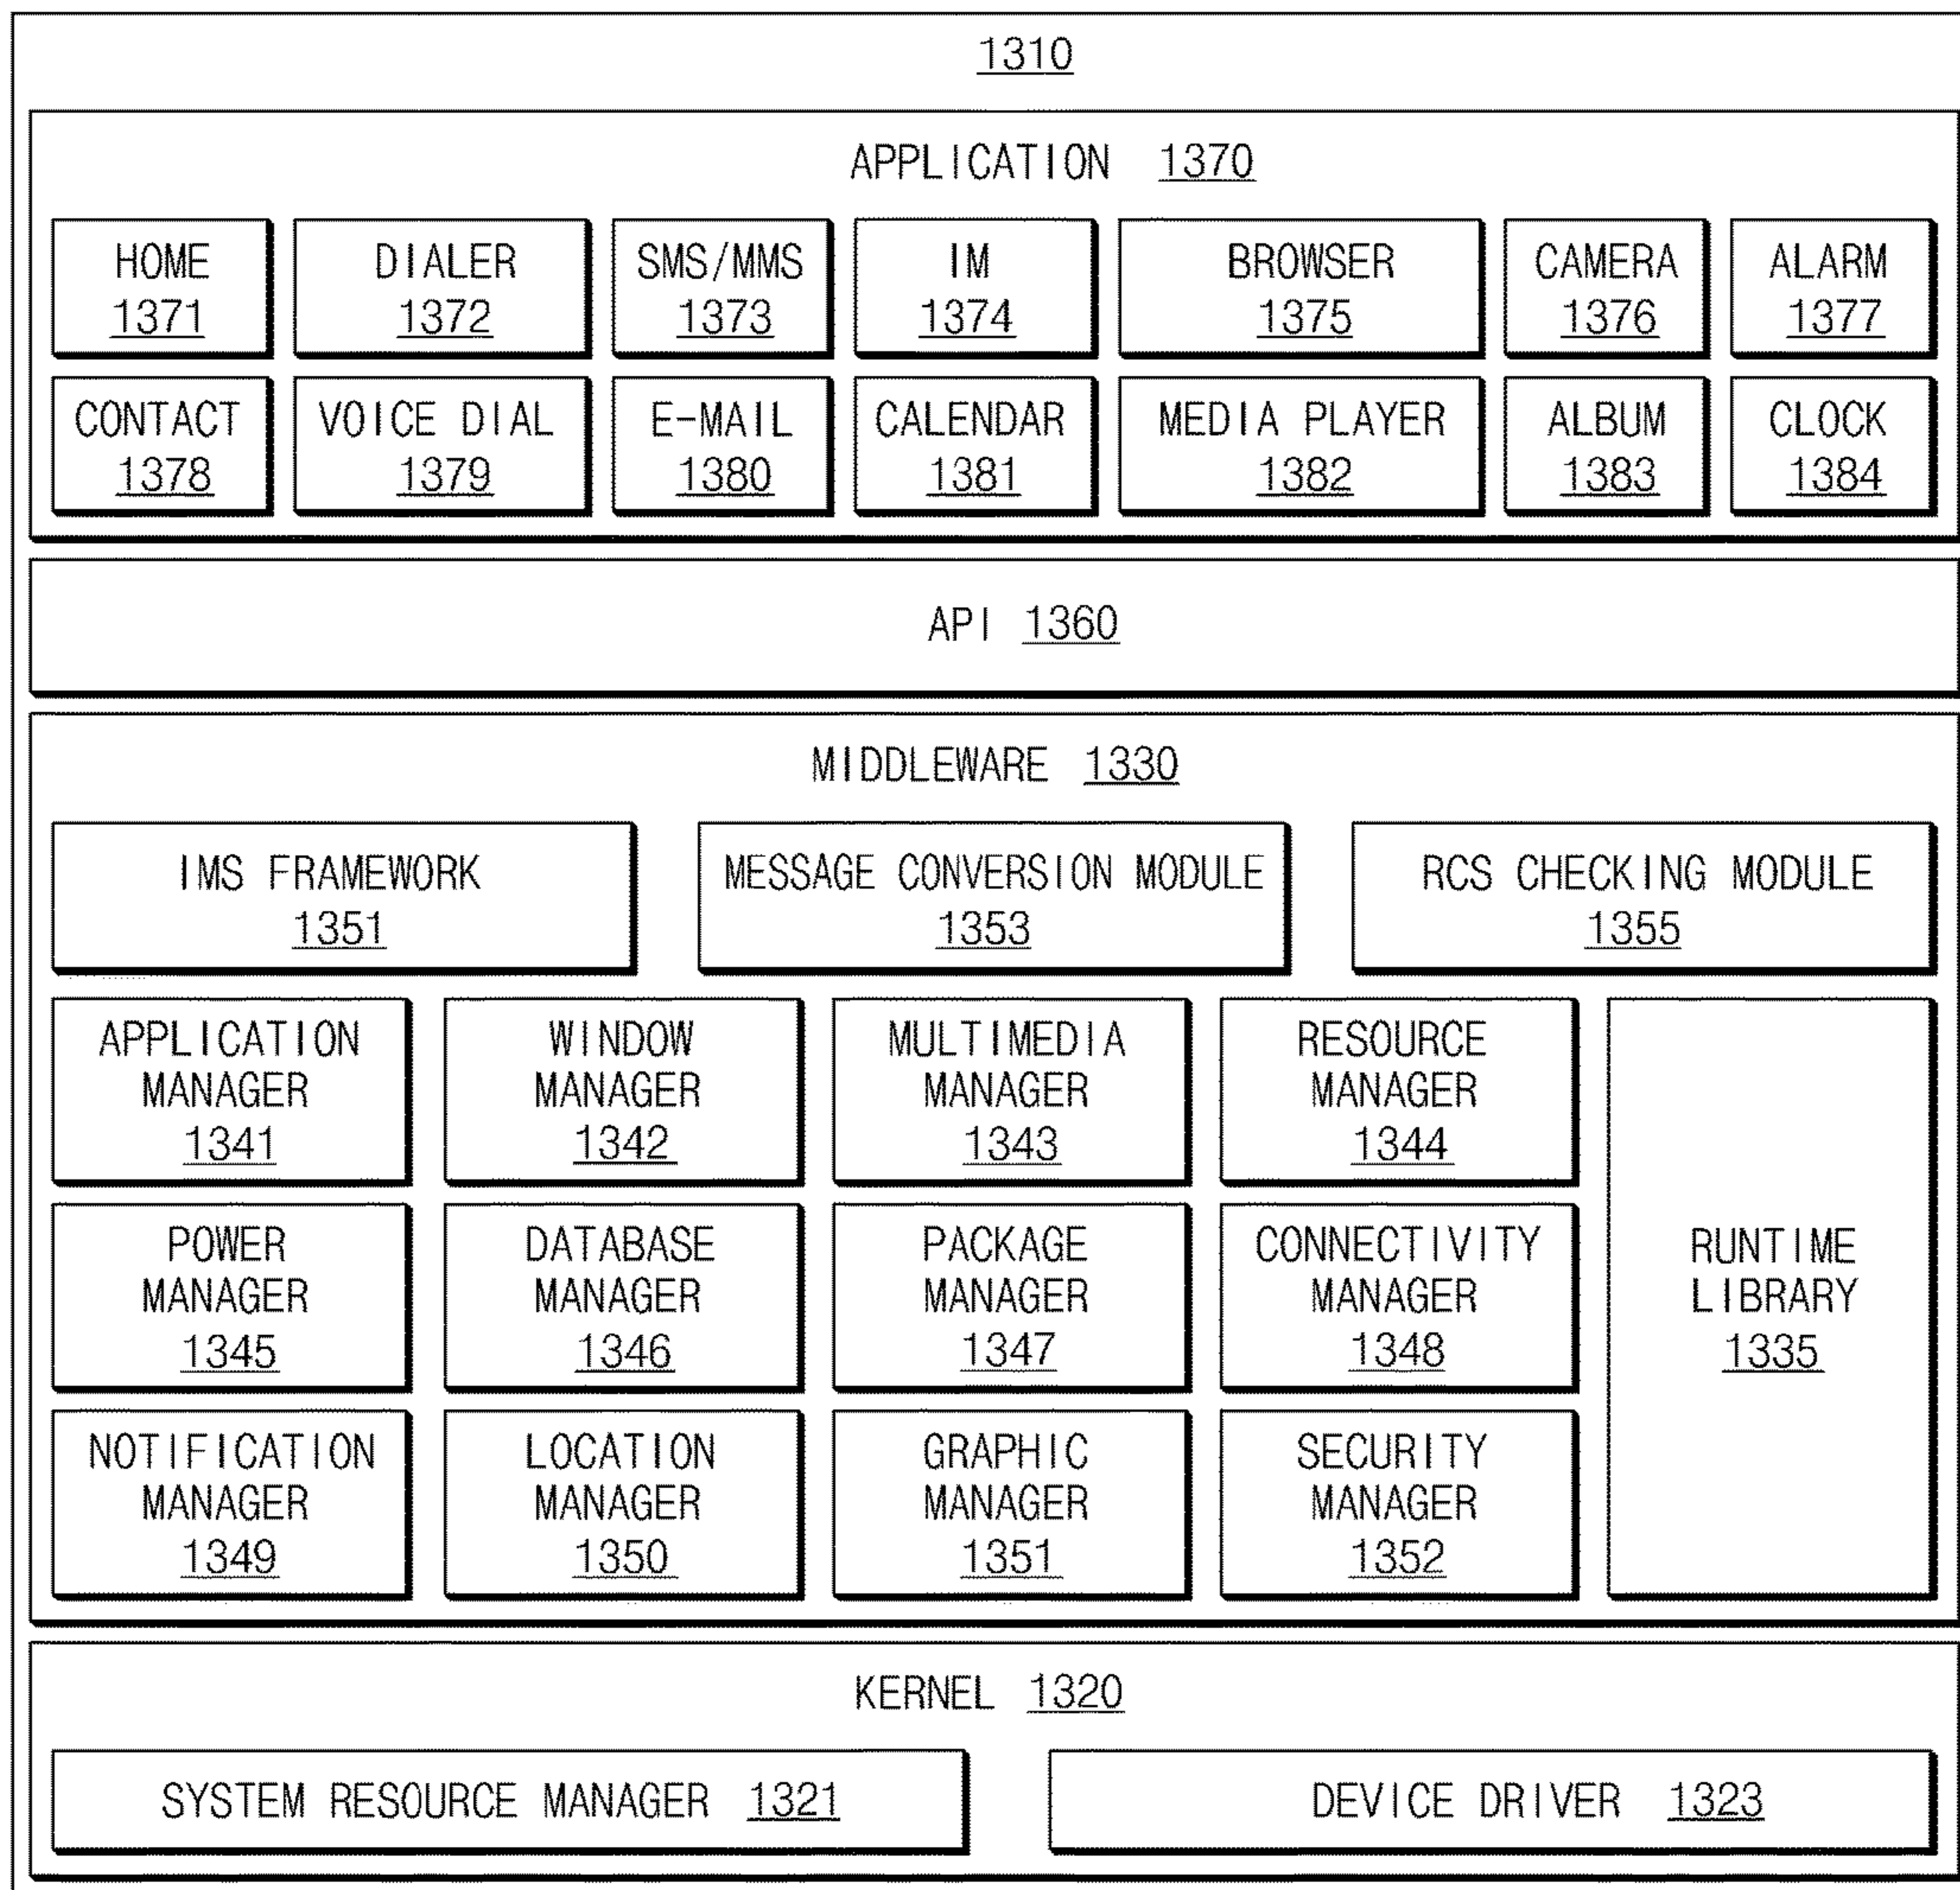 1310
APPLICATION 1370
HOME
1371
DIALER
1372
SMS/MMS
1373
IM
1374
BROWSER
1375
CAMERA
1376
ALARM
1377
CONTACT
1378
VOICE DIAL
1379
E-MAIL
1380
CALENDAR
1381
MEDIA PLAYER
1382
ALBUM
1383
CLOCK
1384
API 1360
MIDDLEWARE 1330
IMS FRAMEWORK
1351
MESSAGE CONVERSION MODULE
1353
RCS CHECKING MODULE
1355
APPLICATION
MANAGER
1341
WINDOW
MANAGER
1342
MULTIMEDIA
MANAGER
1343
RESOURCE
MANAGER
1344
POWER
MANAGER
1345
DATABASE
MANAGER
1346
PACKAGE
MANAGER
1347
CONNECTIVITY
MANAGER
1348
RUNTIME
LIBRARY
1335
NOTIFICATION
MANAGER
1349
LOCATION
MANAGER
1350
GRAPHIC
MANAGER
1351
SECURITY
MANAGER
1352
KERNEL 1320
SYSTEM RESOURCE MANAGER 1321
DEVICE DRIVER 1323